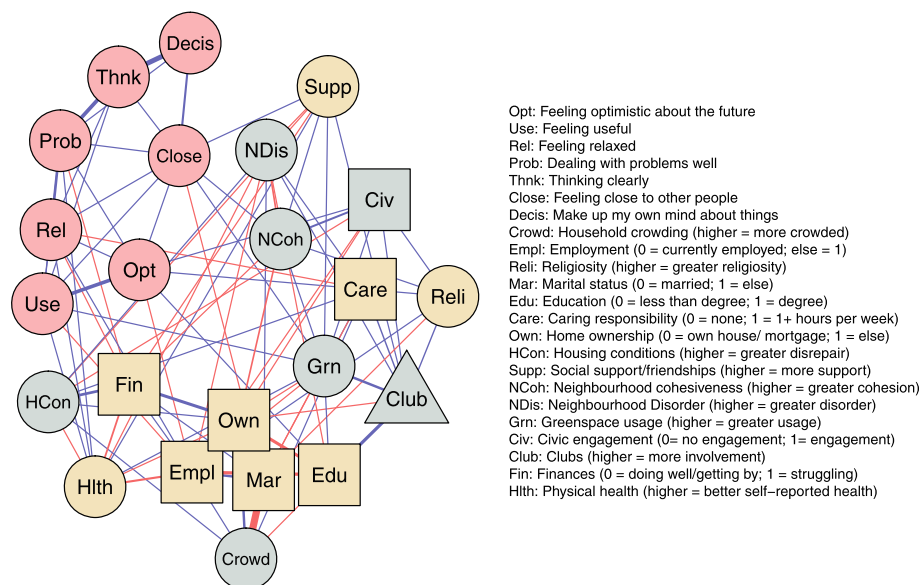 Decis
Thnk
Supp
Prob
Close
NDis
Civ
Rel
NCoh
Opt
Care
Reli
Use
Grn
Fin
HCon
Club
Own
Hlth
Empl
Mar
Edu
Crowd
Opt: Feeling optimistic about the future
Use: Feeling useful
Rel: Feeling relaxed
Prob: Dealing with problems well
Thnk: Thinking clearly
Close: Feeling close to other people
Decis: Make up my own mind about things
Crowd: Household crowding (higher = more crowded)
Empl: Employment (0 = currently employed; else = 1)
Reli: Religiosity (higher = greater religiosity)
Mar: Marital status (0 = married; 1 = else)
Edu: Education (0 = less than degree; 1 = degree)
Care: Caring responsibility (0 = none; 1 = 1+ hours per week)
Own: Home ownership (0 = own house/ mortgage; 1 = else)
HCon: Housing conditions (higher = greater disrepair)
Supp: Social support/friendships (higher = more support)
NCoh: Neighbourhood cohesiveness (higher = greater cohesion)
NDis: Neighbourhood Disorder (higher = greater disorder)
Grn: Greenspace usage (higher = greater usage)
Civ: Civic engagement (0= no engagement; 1= engagement)
Club: Clubs (higher = more involvement)
Fin: Finances (0 = doing well/getting by; 1 = struggling)
Hlth: Physical health (higher = better self−reported health)